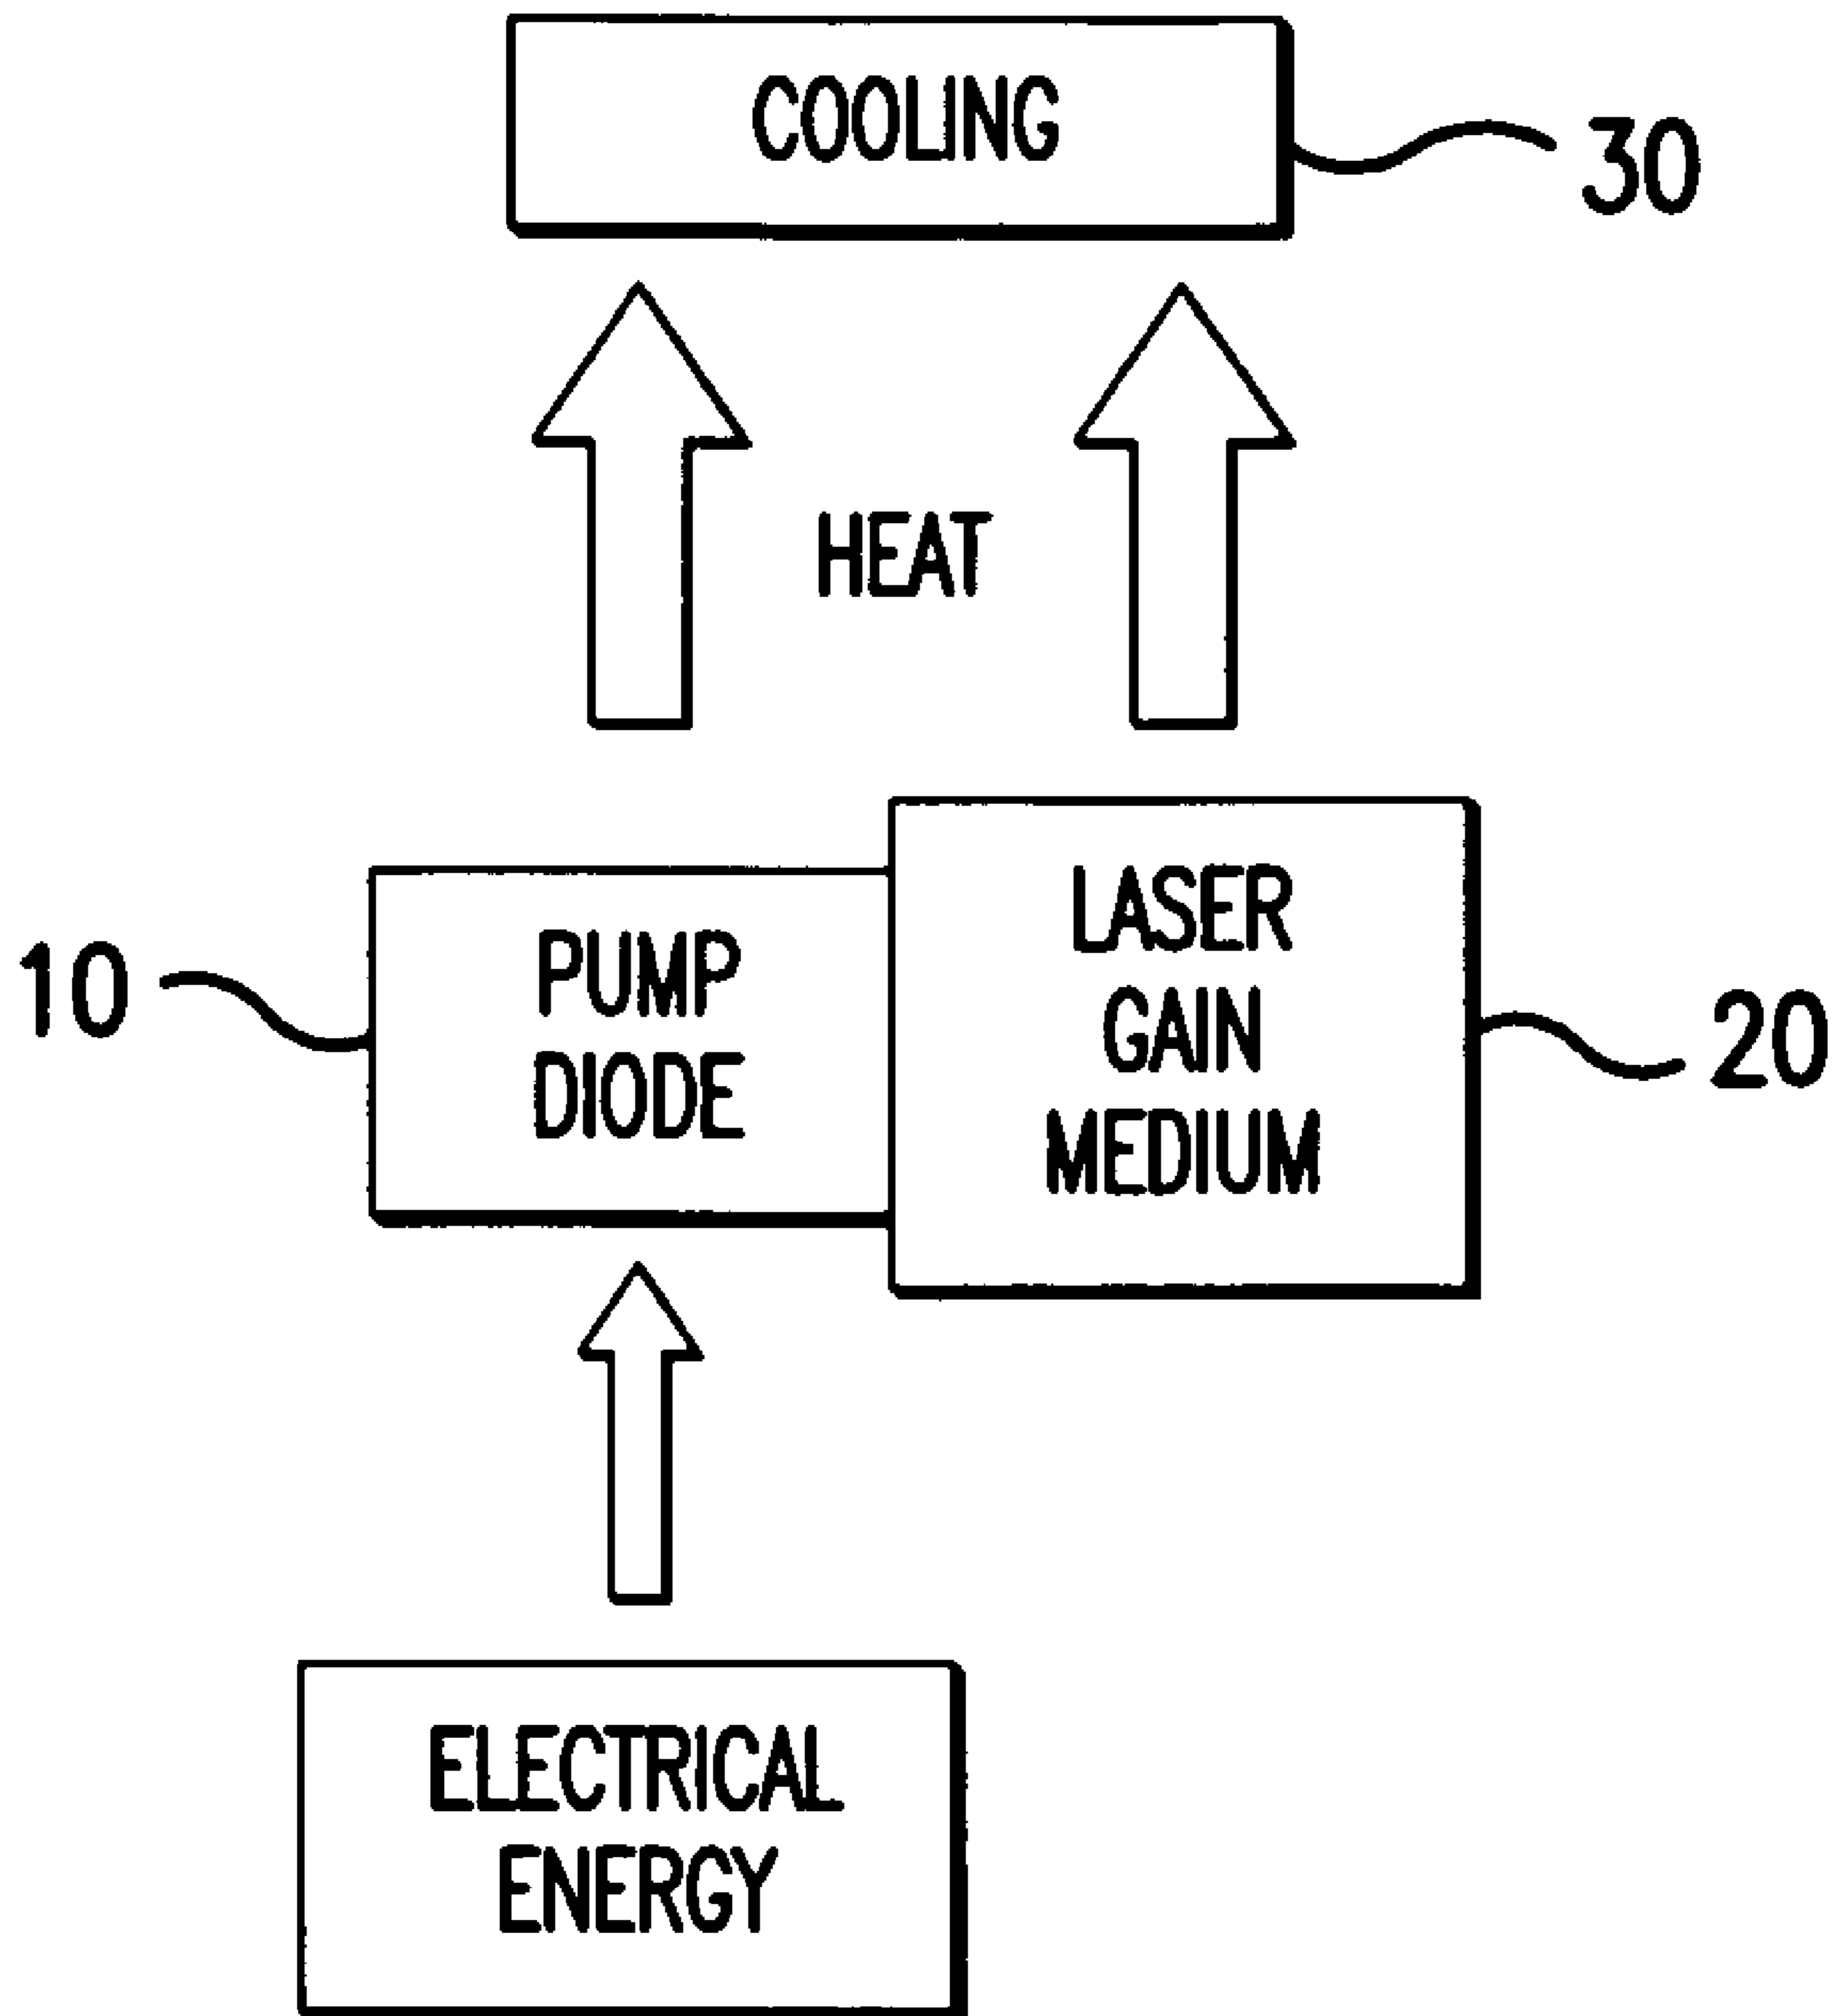 COOLING
30
HEAT
LASER
GAIN
MEDIUM
PUMP
DIODE
10
20
ELECTRICAL
ENERGY